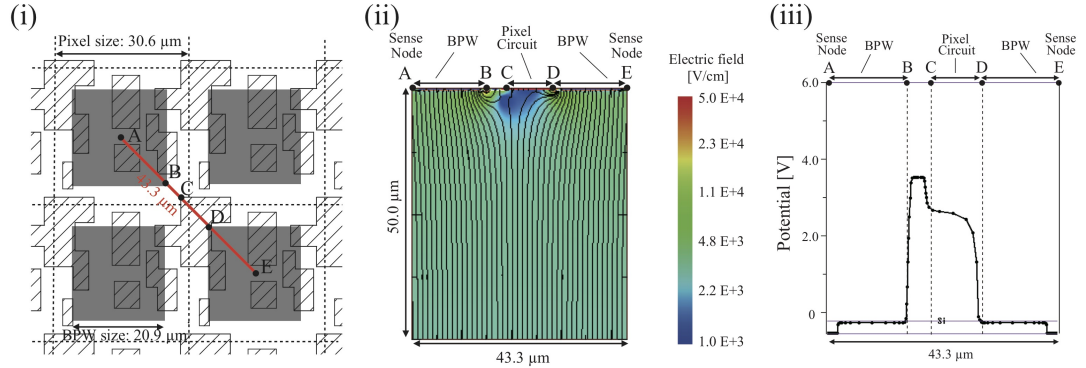 (i)
Pixel size: 30.6 µm
A
B
C
43.3 µm
D
E
BPW size: 20.9 µm
(ii)
Sense
Node
BPW
Pixel
Circuit
BPW
Sense
Node
A
B
C
D
E
50.0 µm
43.3 µm
Electric field
[V/cm]
5.0 E+4
2.3 E+4
1.1 E+4
4.8 E+3
2.2 E+3
1.0 E+3
(iii)
Sense
Node
BPW
Pixel
Circuit
BPW
Sense
Node
A
B
C
D
E
6.0
4.0
2.0
0
Potential [V]
Si
43.3 µm